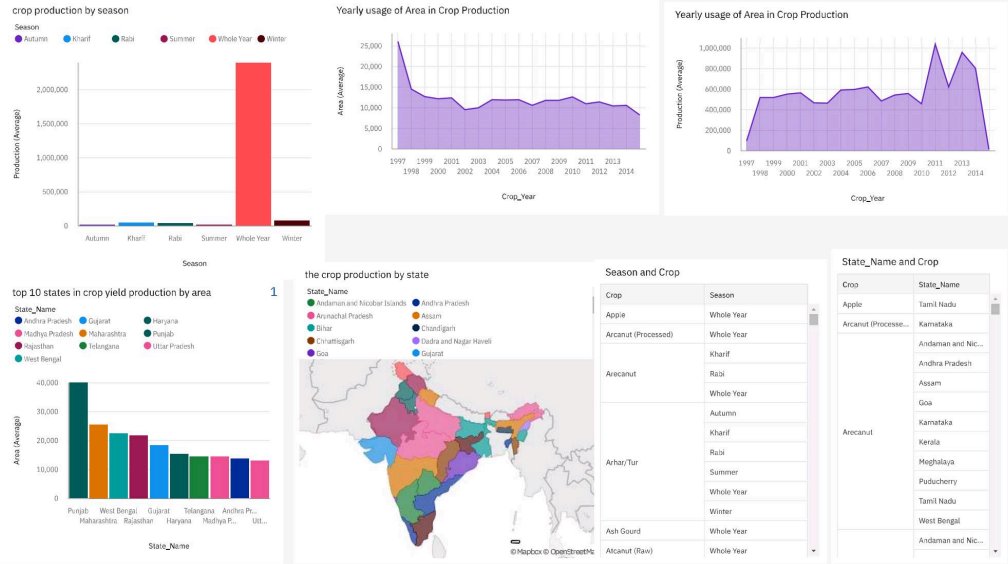 crop production by season
Season
Autumn Kharif Rabi Summer Whole Year Winter
Production (Average)
2,000,000
1,500,000
1,000,000
500,000
0
Autumn Kharif Rabi Summer Whole Year Winter
Season
Yearly usage of Area in Crop Production
Area (Average)
25,000
20,000
15,000
10,000
5,000
0
1997 1999 2001 2003 2005 2007 2009 2011 2013
1998 2000 2002 2004 2006 2008 2010 2012 2014
Crop_Year
Yearly usage of Area in Crop Production
Production (Average)
1,000,000
800,000
600,000
400,000
200,000
0
1997 1999 2001 2003 2005 2007 2009 2011 2013
1998 2000 2002 2004 2006 2008 2010 2012 2014
Crop_Year
top 10 states in crop yield production by area 1
State_Name
Andhra Pradesh Gujarat Haryana
Madhya Pradesh Maharashtra Punjab
Rajasthan Telangana Uttar Pradesh
West Bengal
Area (Average)
40,000
30,000
20,000
10,000
0
Punjab West Bengal Gujarat Telangana Andhra Pr...
Maharashtra Rajasthan Haryana Madhya P... Utt...
State_Name
the crop production by state
State_Name
Andaman and Nicobar Islands Andhra Pradesh
Arunachal Pradesh Assam
Bihar Chandigarh
Chhattisgarh Dadra and Nagar Haveli
Goa Gujarat
© Mapbox © OpenStreetMa
Season and Crop
Crop Season
Apple Whole Year
Arcanut (Processed) Whole Year
Arecanut Kharif
Rabi
Whole Year
Arhar/Tur Autumn
Kharif
Rabi
Summer
Whole Year
Winter
Ash Gourd Whole Year
Atcanut (Raw) Whole Year
State_Name and Crop
Crop State_Name
Apple Tamil Nadu
Arcanut (Processe... Karnataka
Arecanut Andaman and Nic...
Andhra Pradesh
Assam
Goa
Karnataka
Kerala
Meghalaya
Puducherry
Tamil Nadu
West Bengal
Andaman and Nic...